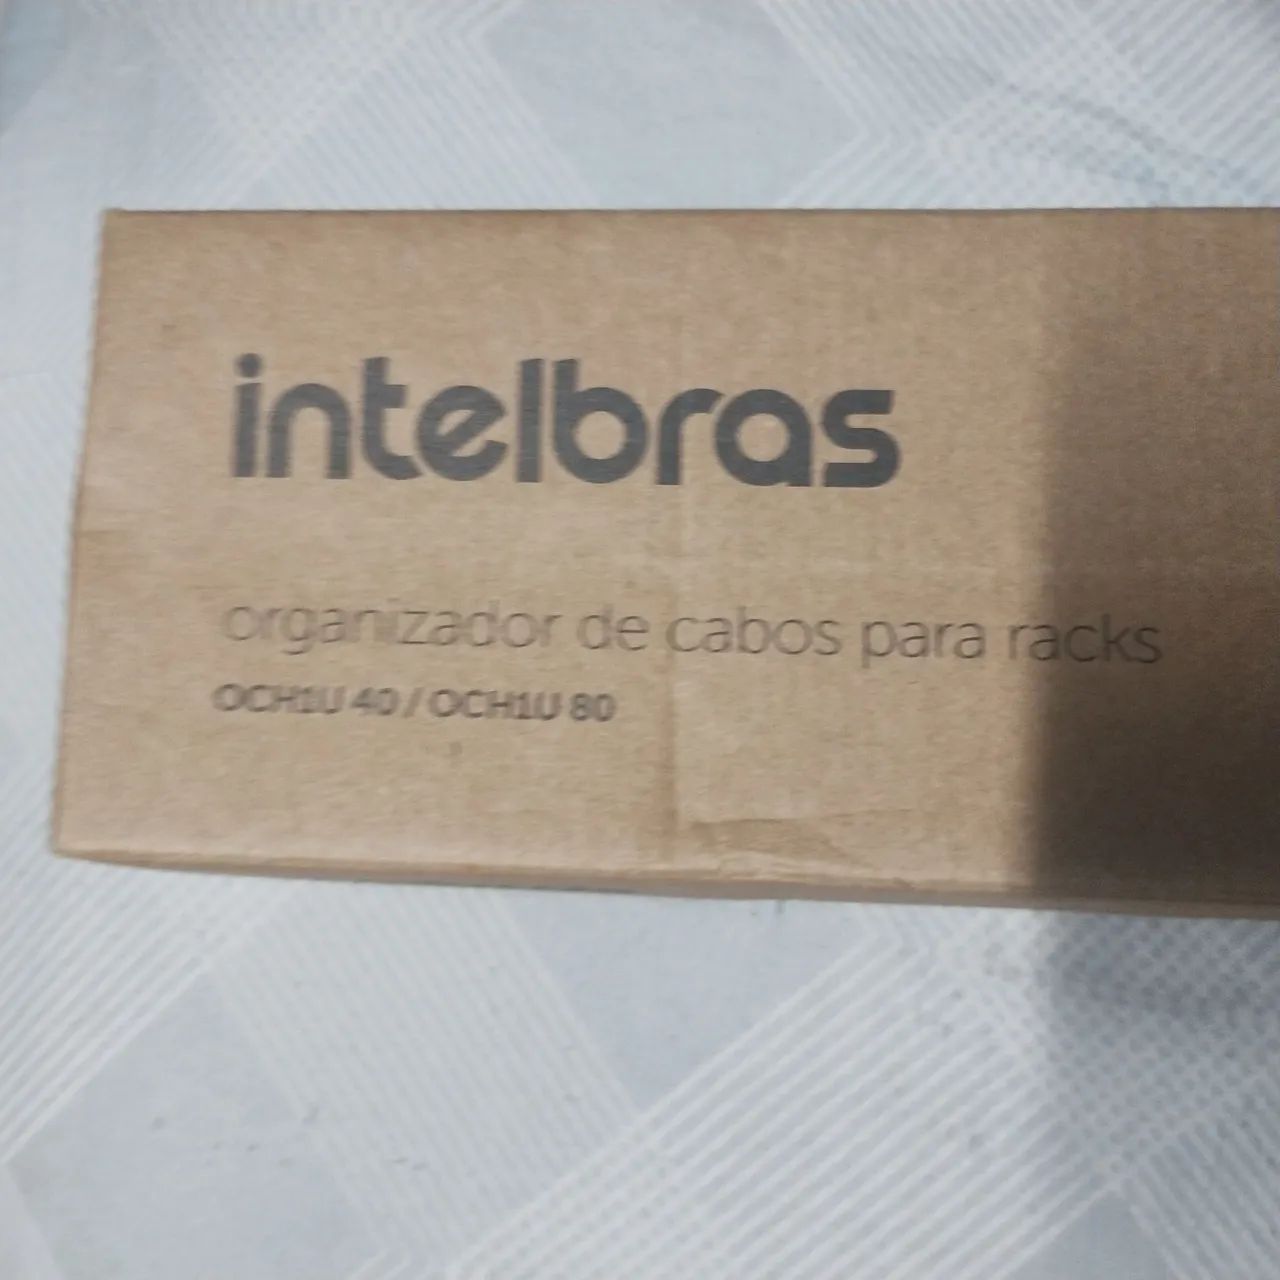 intelbras
organizador de cabos para racks
OCH1U 40 / OCH1U 80